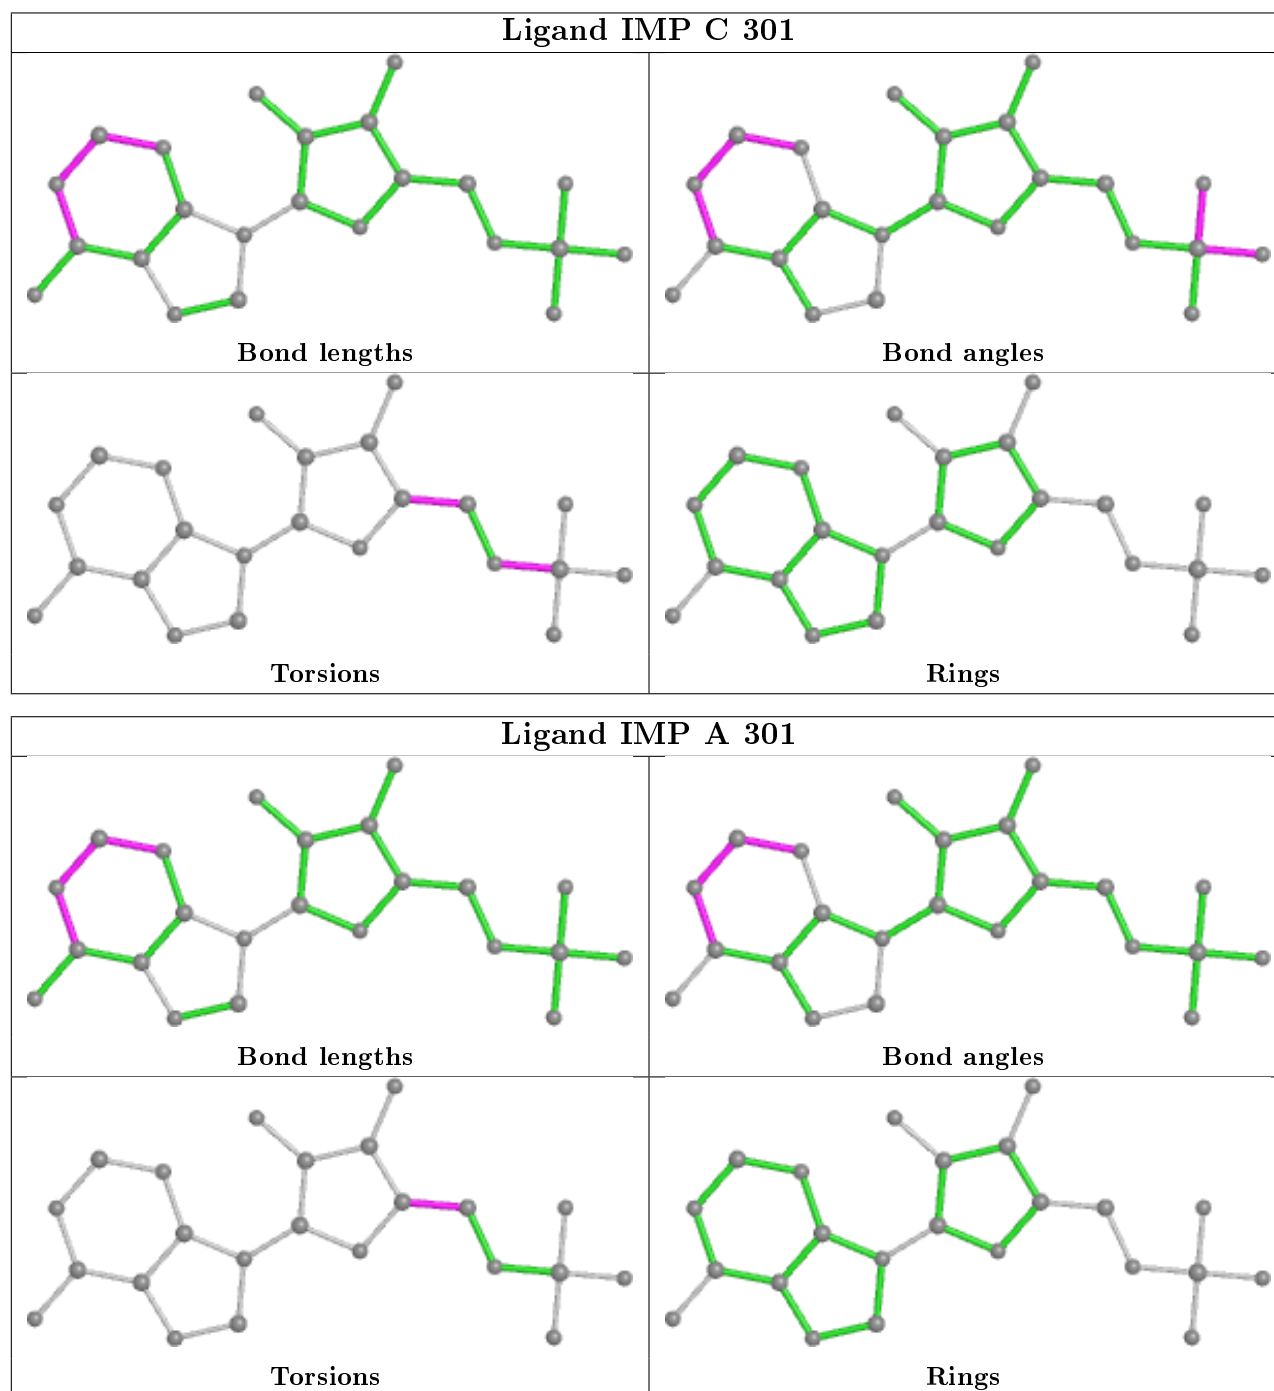 Ligand IMP C 301
Bond lengths
Bond angles
Torsions
Rings
Ligand IMP A 301
Bond lengths
Bond angles
Torsions
Rings